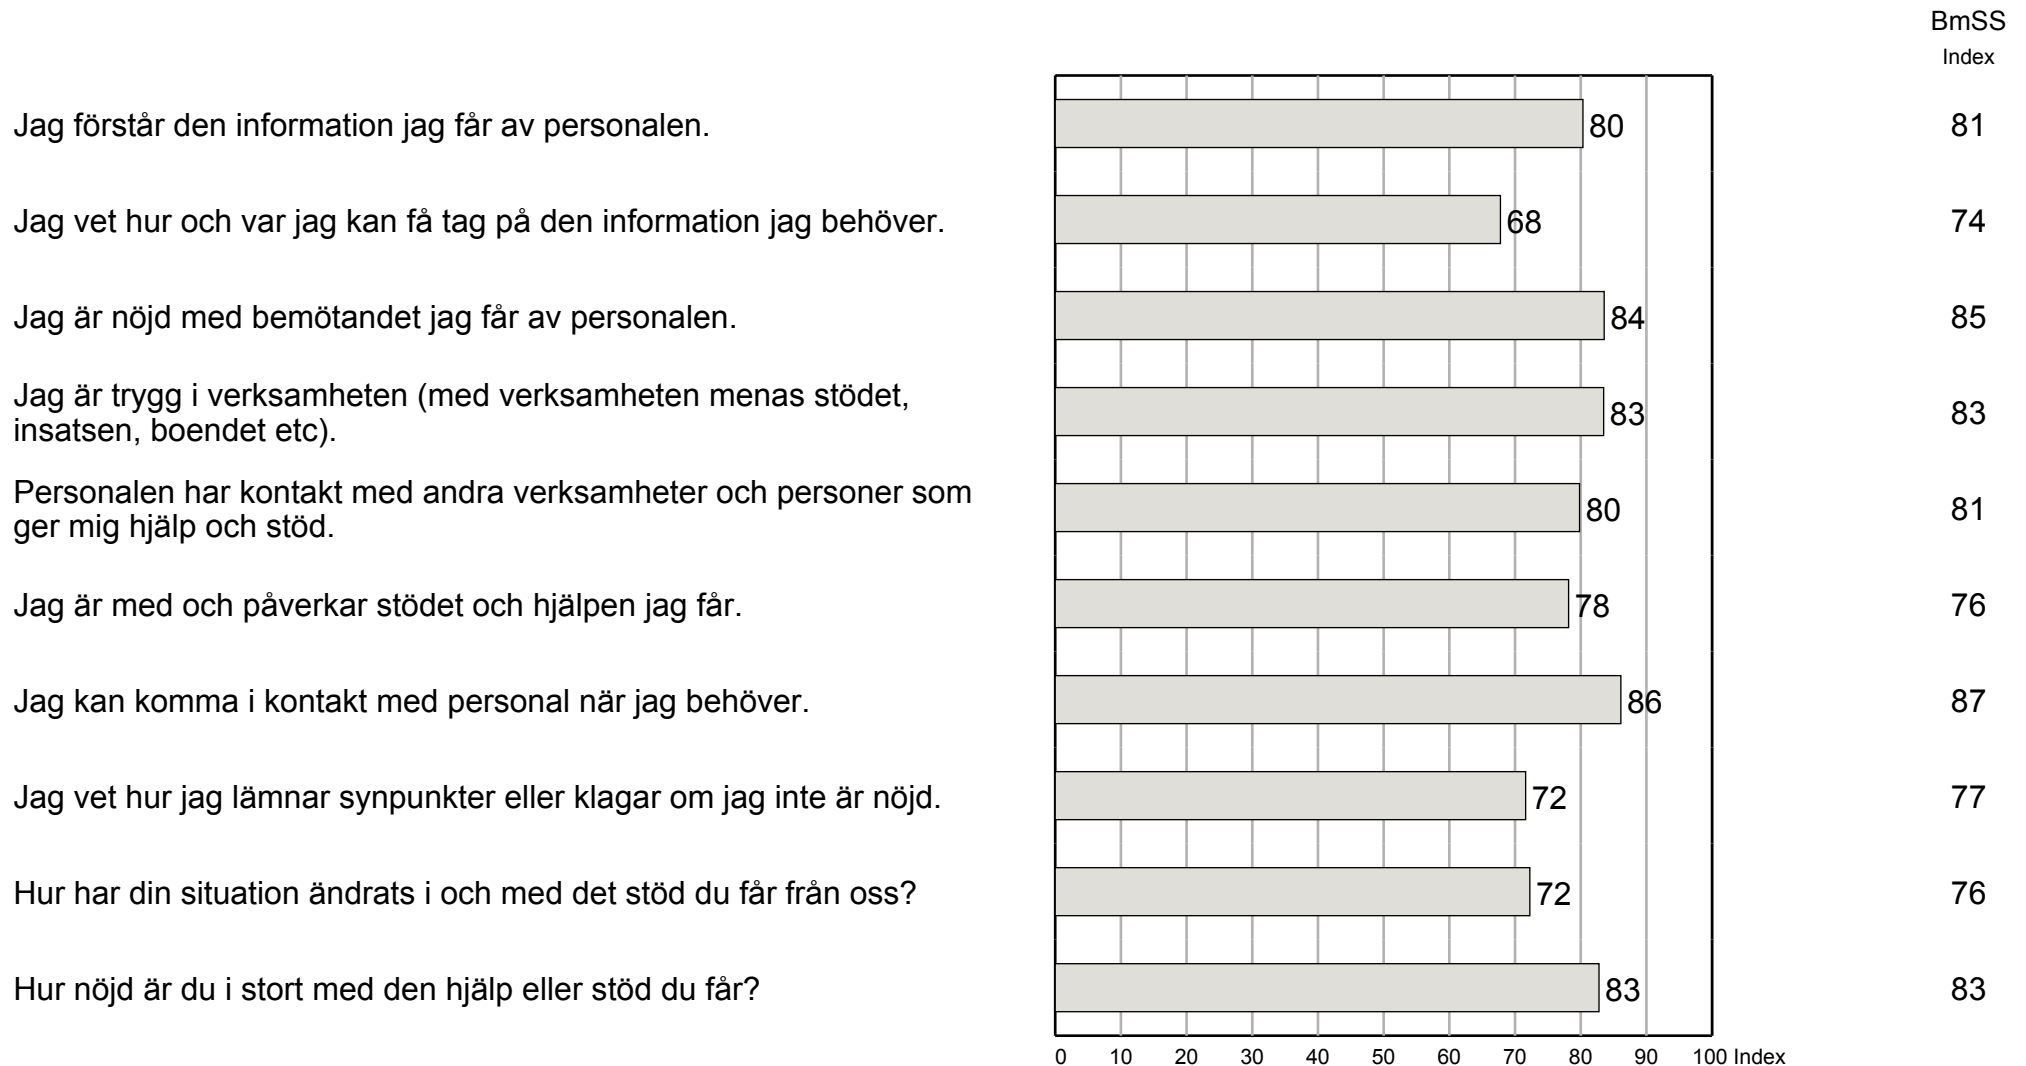 BmSS
Index
Jag förstår den information jag får av personalen. 80 81
Jag vet hur och var jag kan få tag på den information jag behöver. 68 74
Jag är nöjd med bemötandet jag får av personalen. 84 85
Jag är trygg i verksamheten (med verksamheten menas stödet,
insatsen, boendet etc). 83 83
Personalen har kontakt med andra verksamheter och personer som
ger mig hjälp och stöd. 80 81
Jag är med och påverkar stödet och hjälpen jag får. 78 76
Jag kan komma i kontakt med personal när jag behöver. 86 87
Jag vet hur jag lämnar synpunkter eller klagar om jag inte är nöjd. 72 77
Hur har din situation ändrats i och med det stöd du får från oss? 72 76
Hur nöjd är du i stort med den hjälp eller stöd du får? 83 83
0 10 20 30 40 50 60 70 80 90 100 Index